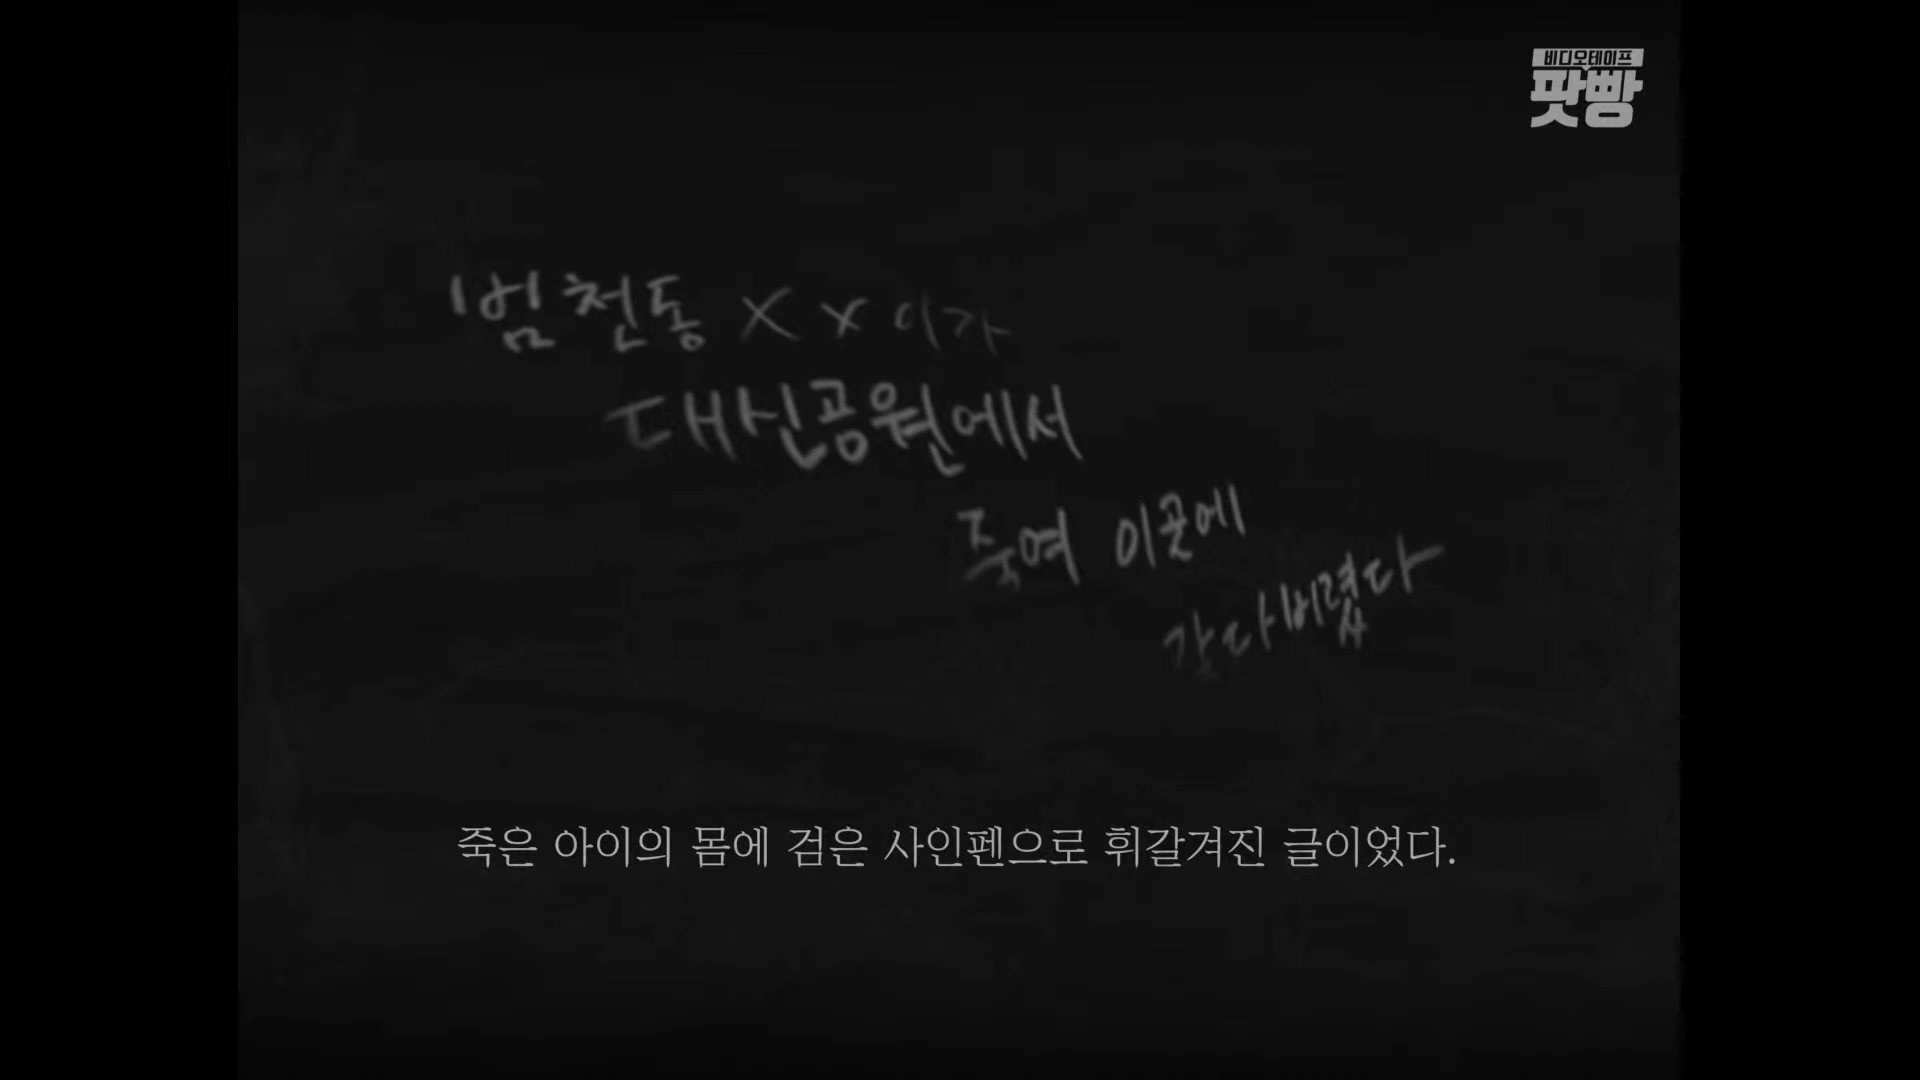 비디오테이프
팟빵
범천동 XX이가
대신공원에서
죽여 이곳에
갖다버렸다
죽은 아이의 몸에 검은 사인펜으로 휘갈겨진 글이었다.